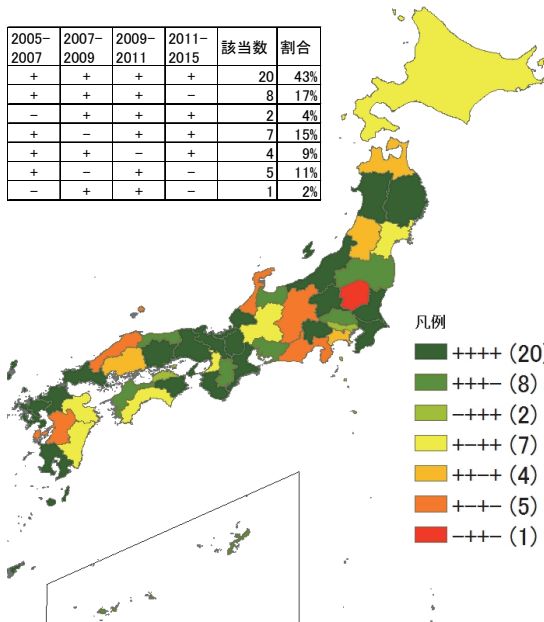 2005-
2007 2007-
2009 2009-
2011 2011-
2015 該当数 割合
+ + + + 20 43%
+ + + - 8 17%
- + + + 2 4%
+ - + + 7 15%
+ + - + 4 9%
+ - + - 5 11%
- + + - 1 2%
凡例
++++(20)
+++-(8)
-+++(2)
+-++(7)
++-+(4)
+-+-(5)
-++-(1)